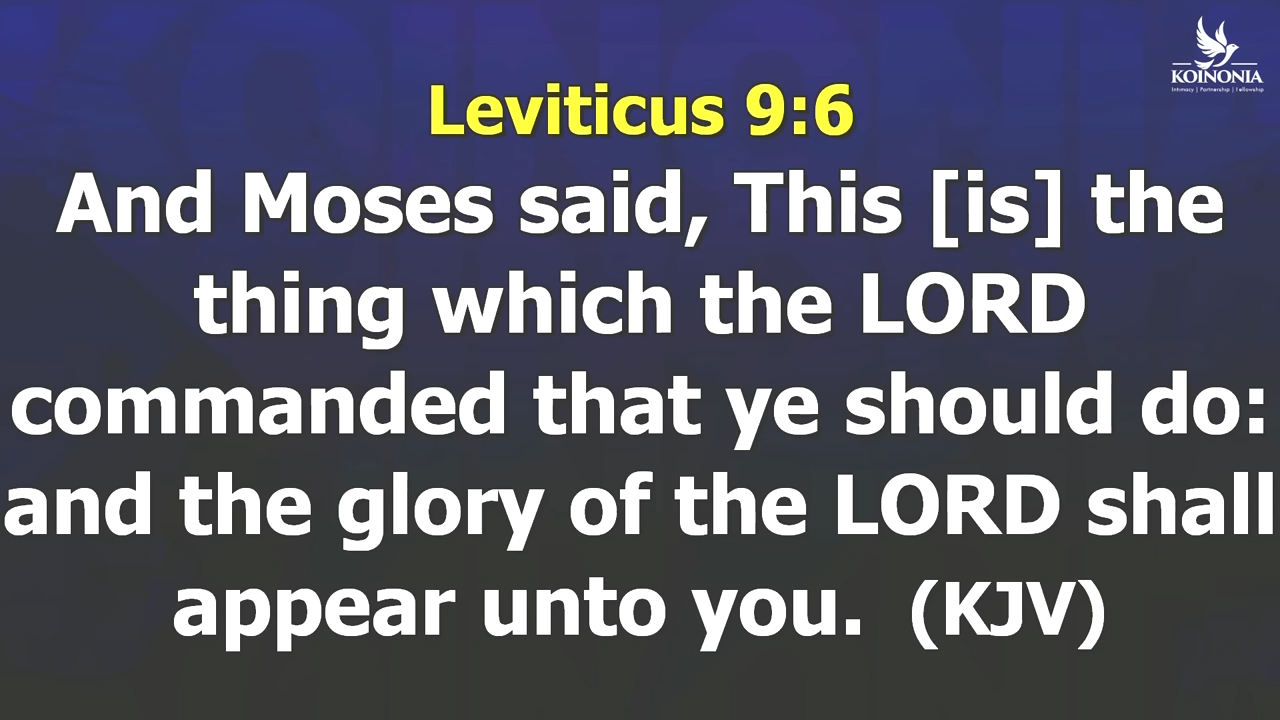 KOINONIA
Intimacy | Partnership | Fellowship
Leviticus 9:6
And Moses said, This [is] the
thing which the LORD
commanded that ye should do:
and the glory of the LORD shall
appear unto you. (KJV)